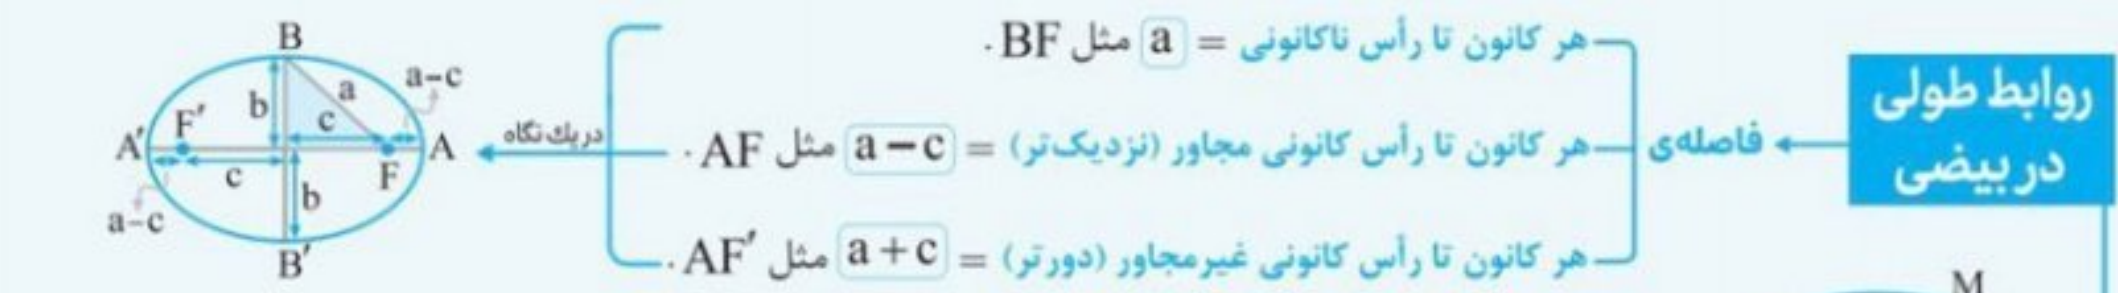 روابط طولی
در بیضی
فاصله‌ی
هر کانون تا رأس ناکانونی = a مثل BF.
هر کانون تا رأس کانونی مجاور (نزدیک‌تر) = a − c مثل AF.
هر کانون تا رأس کانونی غیرمجاور (دورتر) = a + c مثل AF′.
در یک نگاه
B
a−c
b
a
F′
c
A′
A
c
F
b
a−c
B′
M